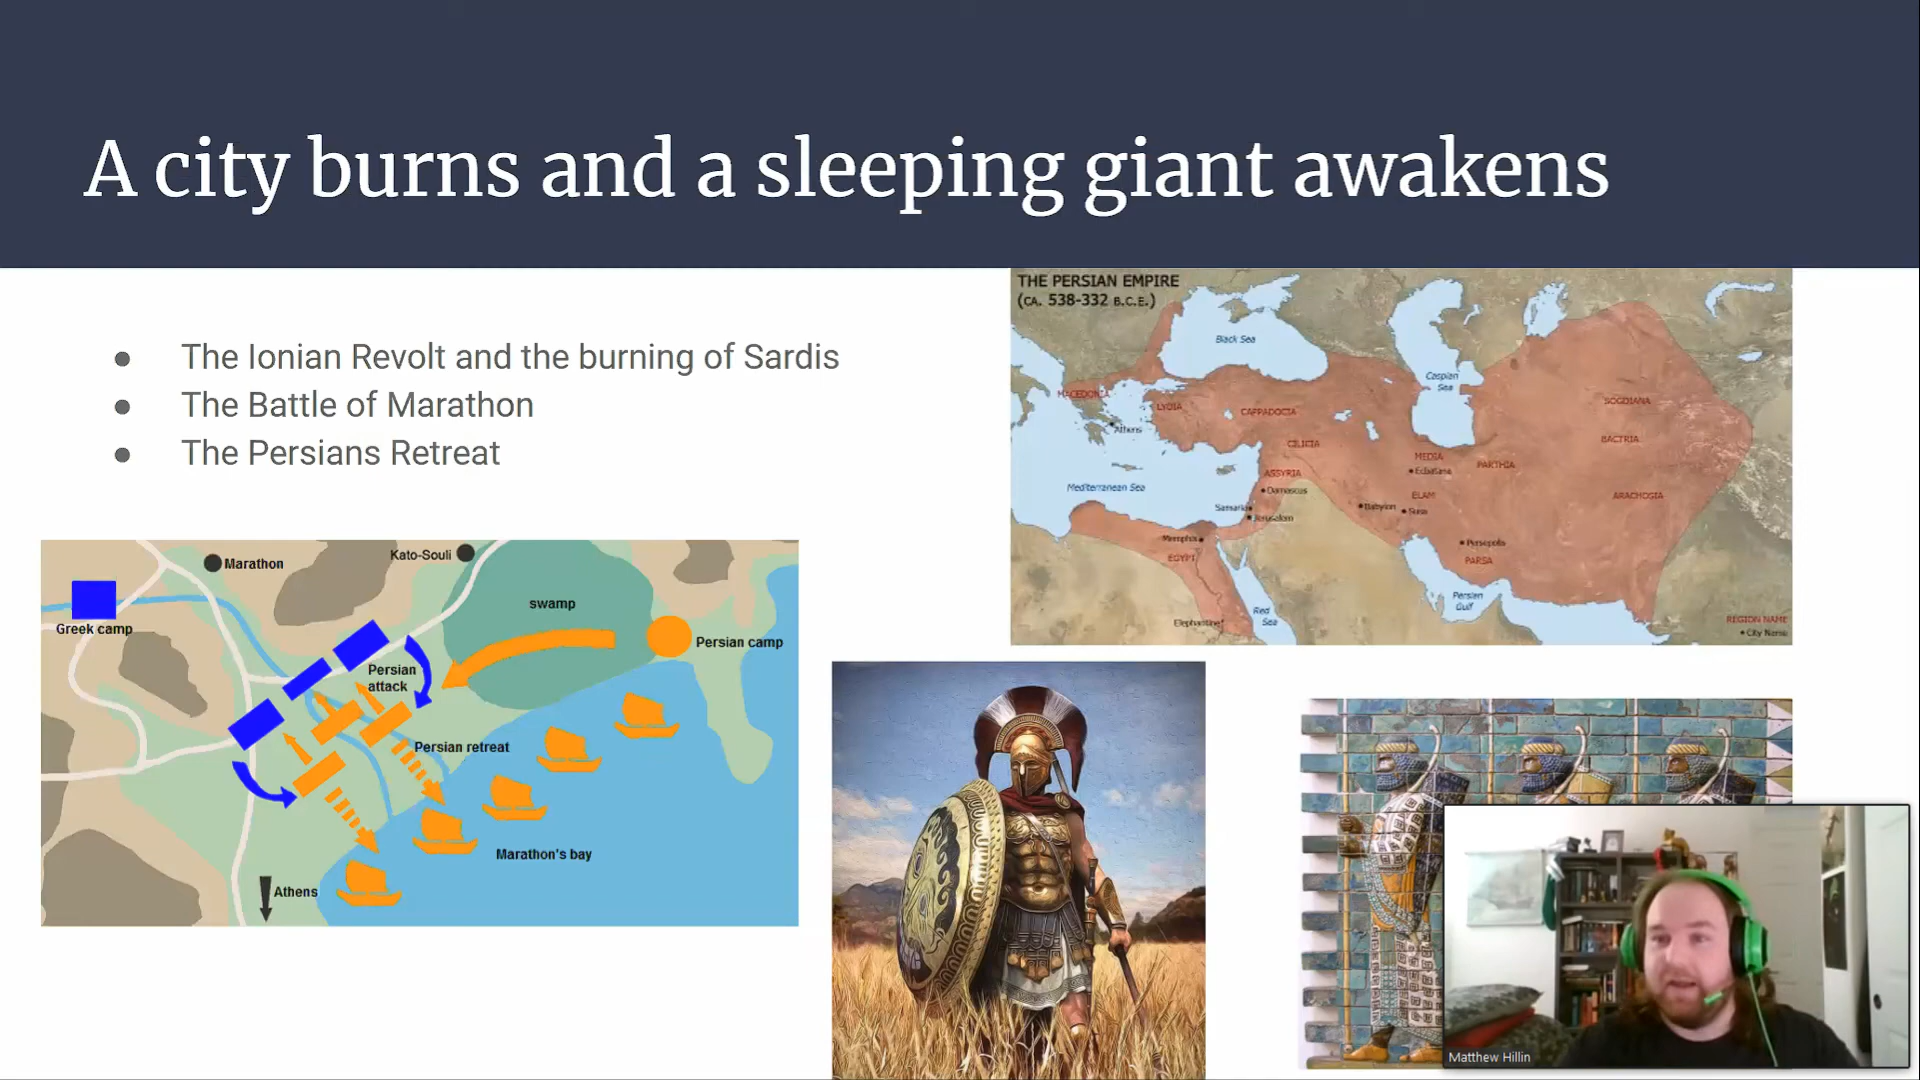 A city burns and a sleeping giant awakens
● The Ionian Revolt and the burning of Sardis
● The Battle of Marathon
● The Persians Retreat
THE PERSIAN EMPIRE
(CA. 538-332 B.C.E.)
Black Sea
Caspian
Sea
MACEDONIA
LYDIA
CAPPADOCIA
SOGDIANA
Athens
CILICIA
BACTRIA
MEDIA
PARTHIA
ASSYRIA
Ecbatana
Mediterranean Sea
Damascus
ELAM
ARACHOSIA
Samaria
Babylon
Susa
Jerusalem
Memphis
Persepolis
EGYPT
PARSA
Persian
Gulf
Red
Sea
Elephantine
REGION NAME
• City Name
Marathon
Kato-Souli
swamp
Greek camp
Persian camp
Persian
attack
Persian retreat
Marathon's bay
Athens
Matthew Hillin